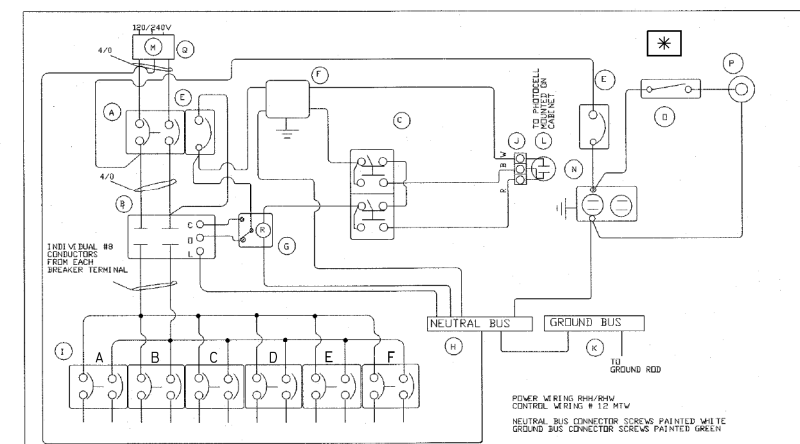 120/240V
4/0
M
Q
A
E
F
C
TO PHOTOCELL
MOUNTED ON
CABINET
*
E
P
O
J
L
W
B
R
N
4/0
B
C
O
L
R
G
INDIVIDUAL #8
CONDUCTORS
FROM EACH
BREAKER TERMINAL
NEUTRAL BUS
GROUND BUS
H
K
TO
GROUND ROD
I
A B C D E F
POWER WIRING RHH/RHW
CONTROL WIRING # 12 MTW
NEUTRAL BUS CONNECTOR SCREWS PAINTED WHITE
GROUND BUS CONNECTOR SCREWS PAINTED GREEN